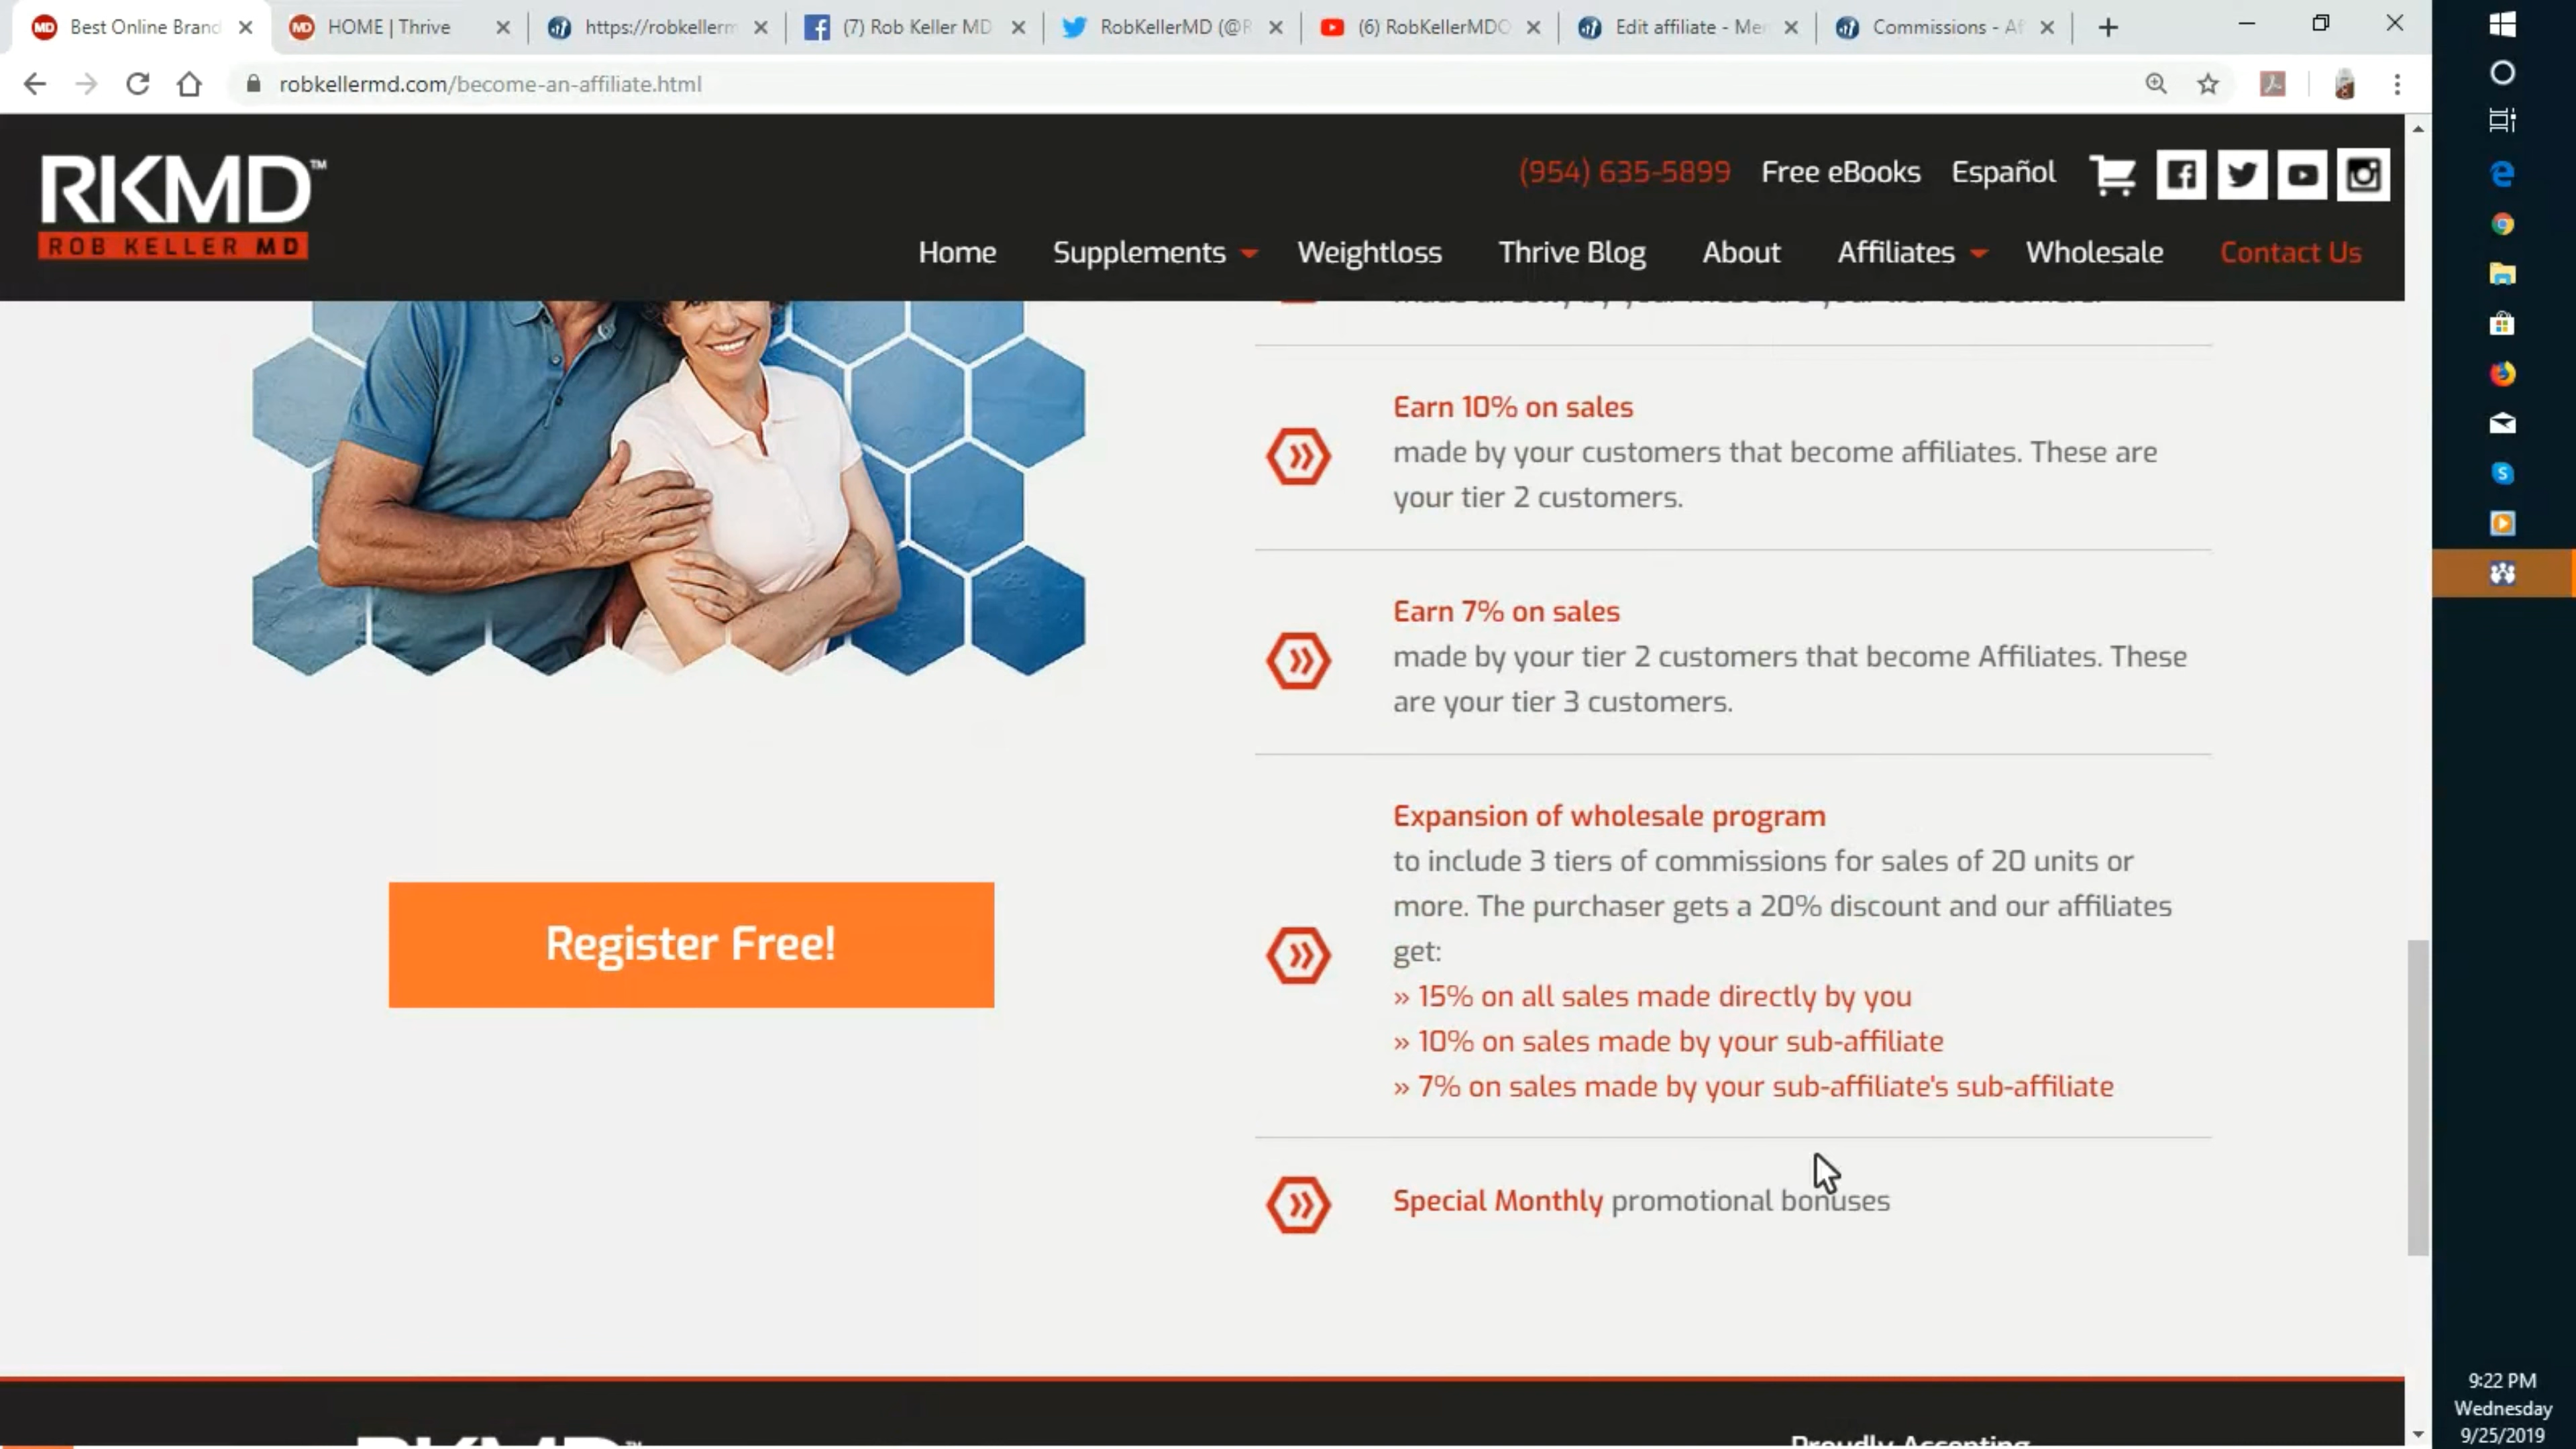 Best Online Brand
HOME | Thrive
https://robkellerm
(7) Rob Keller MD
RobKellerMD (@R
(6) RobKellerMDO
Edit affiliate - Mem
Commissions - Af
robkellermd.com/become-an-affiliate.html
RKMD™
ROB KELLER MD
(954) 635-5899 Free eBooks Español
Home Supplements Weightloss Thrive Blog About Affiliates Wholesale Contact Us
Earn 10% on sales
made by your customers that become affiliates. These are
your tier 2 customers.
Earn 7% on sales
made by your tier 2 customers that become Affiliates. These
are your tier 3 customers.
Expansion of wholesale program
to include 3 tiers of commissions for sales of 20 units or
more. The purchaser gets a 20% discount and our affiliates
get:
» 15% on all sales made directly by you
» 10% on sales made by your sub-affiliate
» 7% on sales made by your sub-affiliate's sub-affiliate
Special Monthly promotional bonuses
Register Free!
RKMD™
Proudly Accepting
9:22 PM
Wednesday
9/25/2019